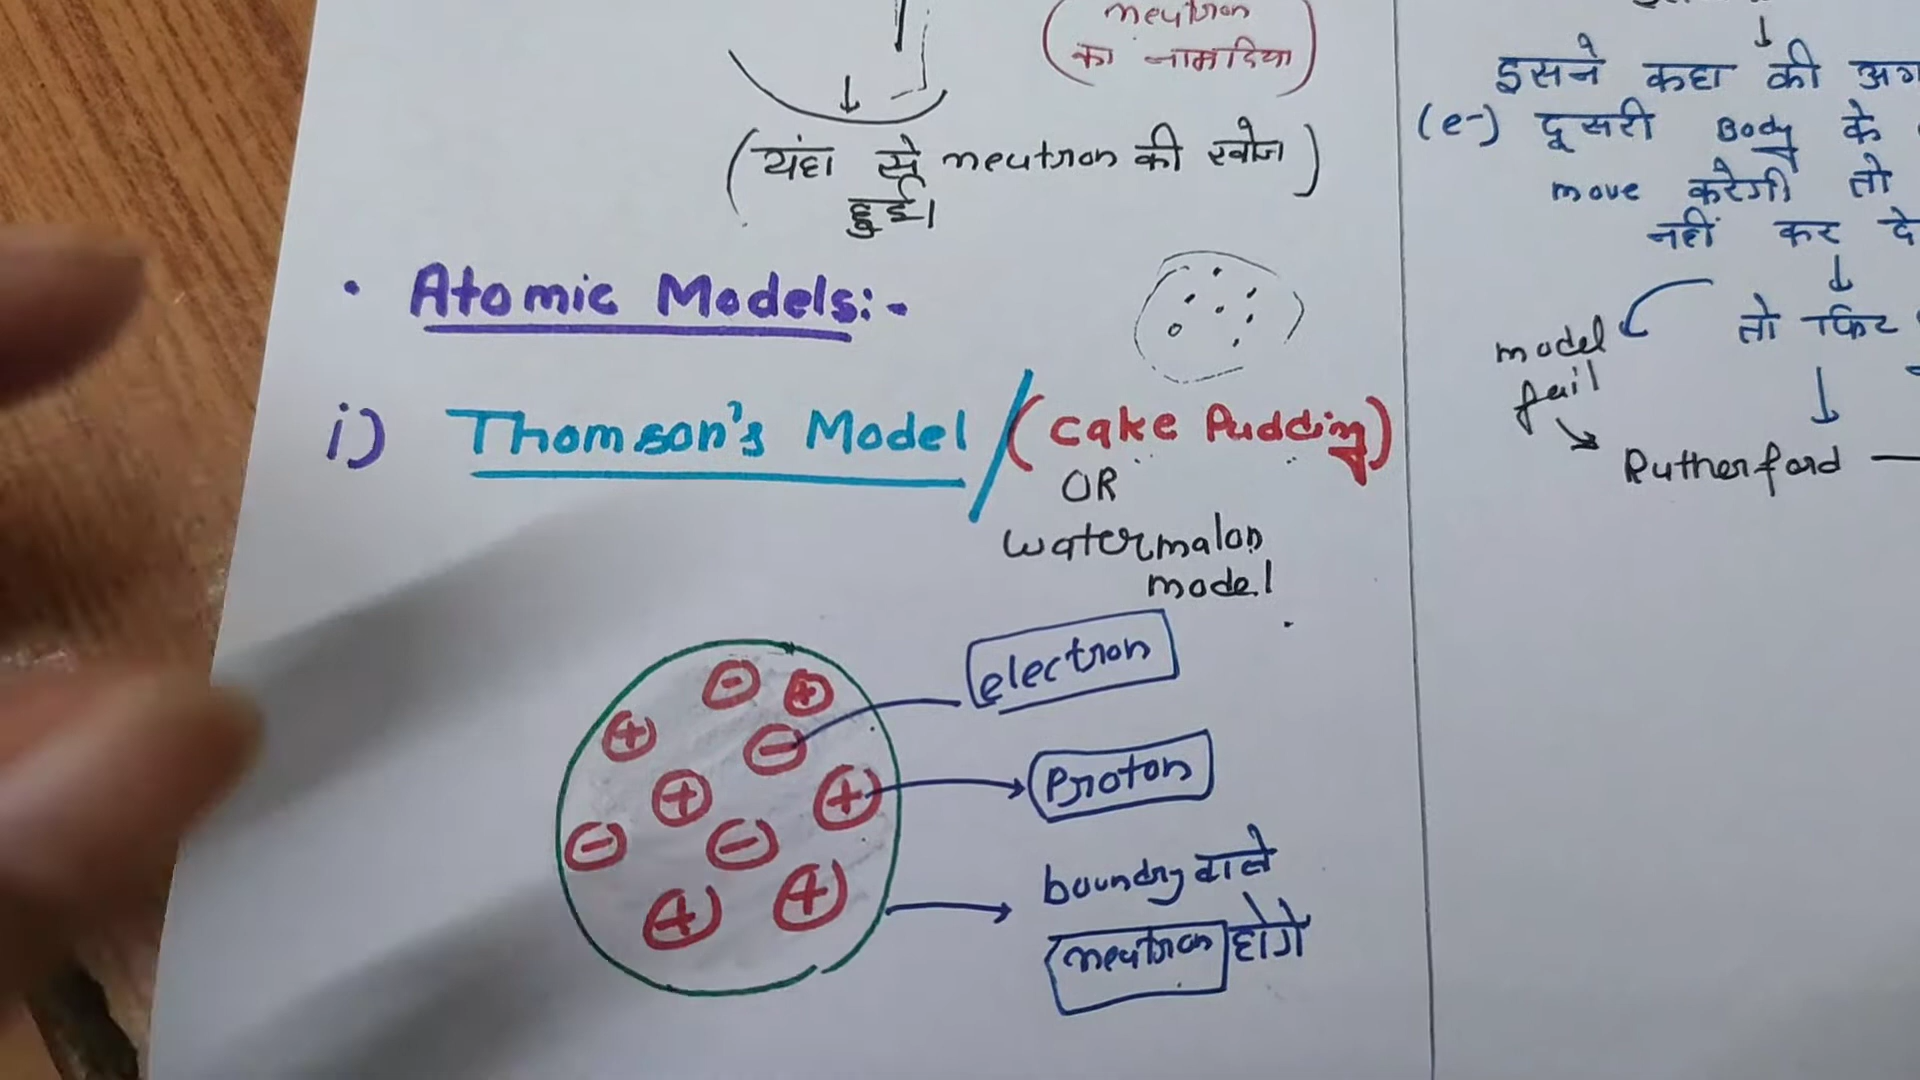 (neutron
का नाम दिया)
(यंहा से neutron की खोज
हुई।)
• Atomic Models:-
i) Thomson's Model / (Cake Pudding)
OR
watermalon
model
electron
Proton
boundry वाले
neutron होगे
इसने कहा की
(e-) दूसरी Body के
move करेगी तो
नहीं कर दे
तो फिर
model
fail
Rutherford